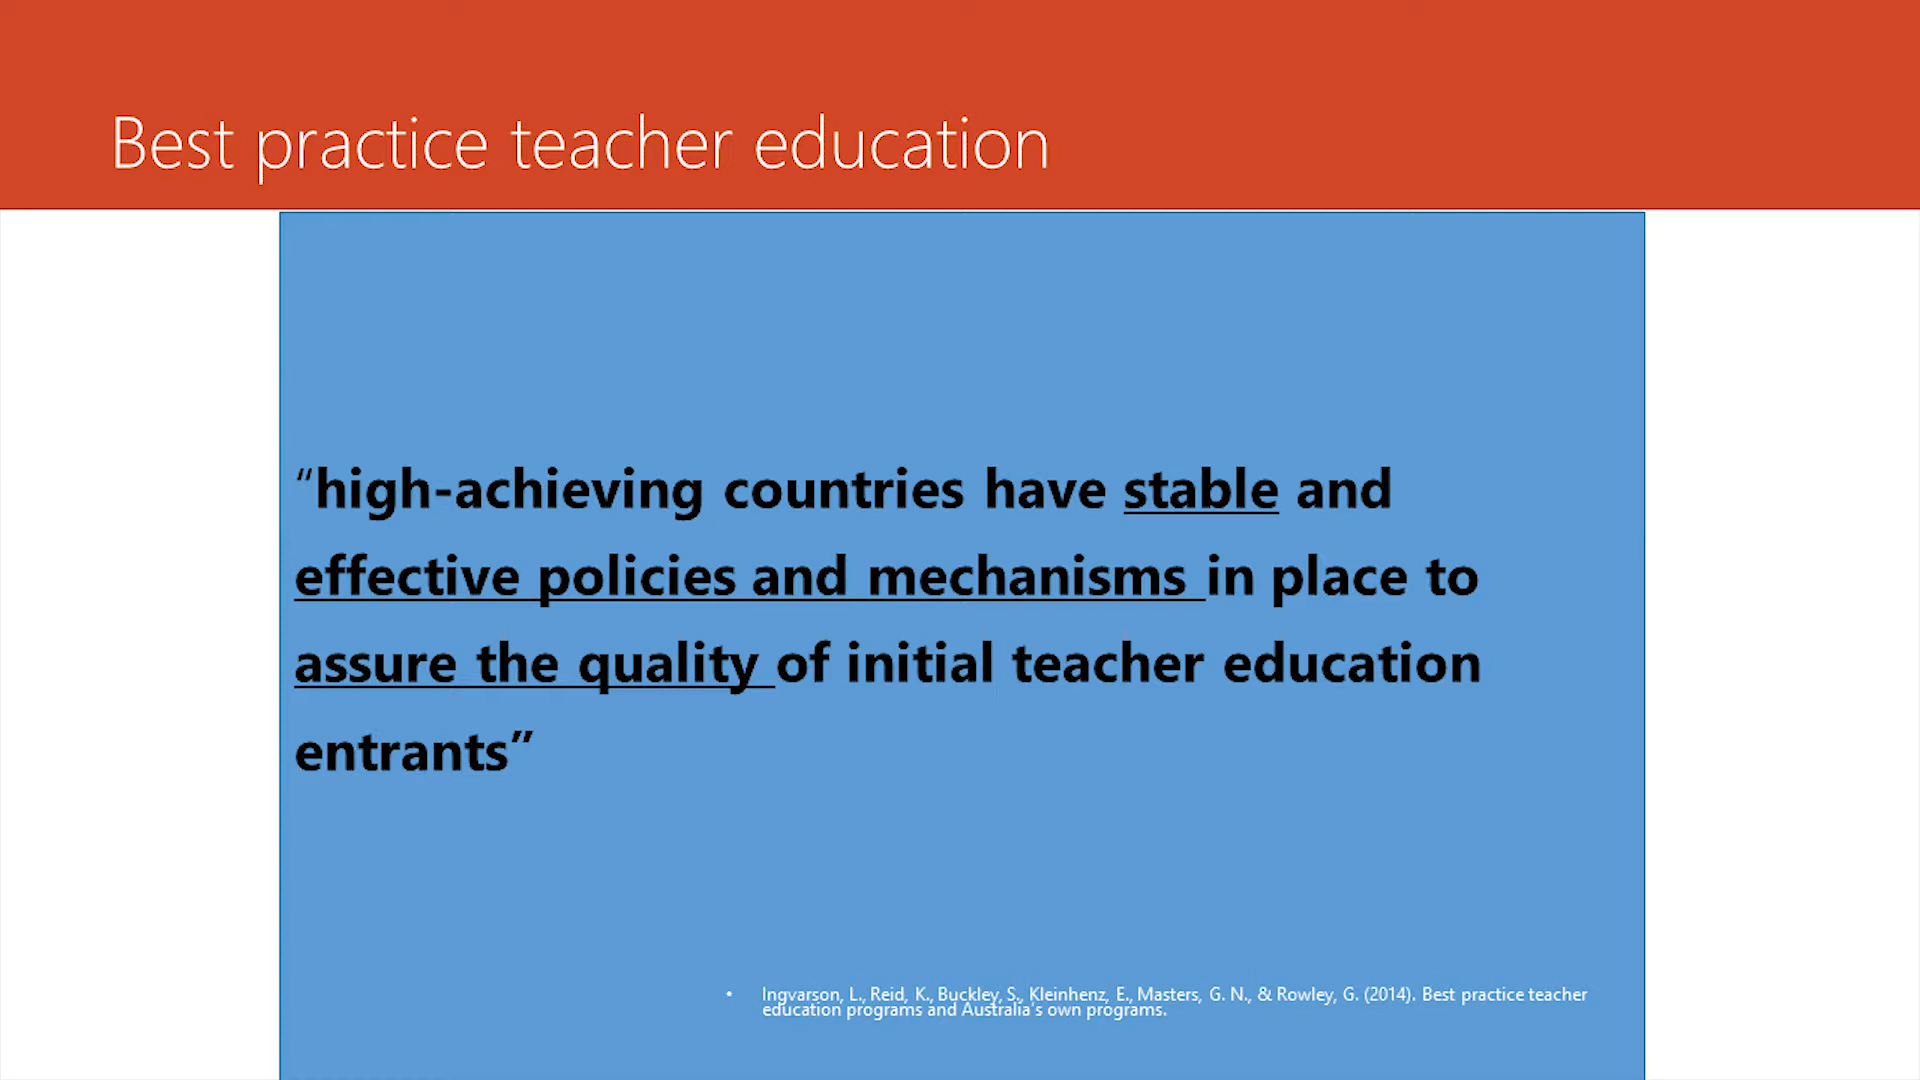 Best practice teacher education
“high-achieving countries have stable and
effective policies and mechanisms in place to
assure the quality of initial teacher education
entrants”
• Ingvarson, L., Reid, K., Buckley, S., Kleinhenz, E., Masters, G. N., & Rowley, G. (2014). Best practice teacher
education programs and Australia's own programs.